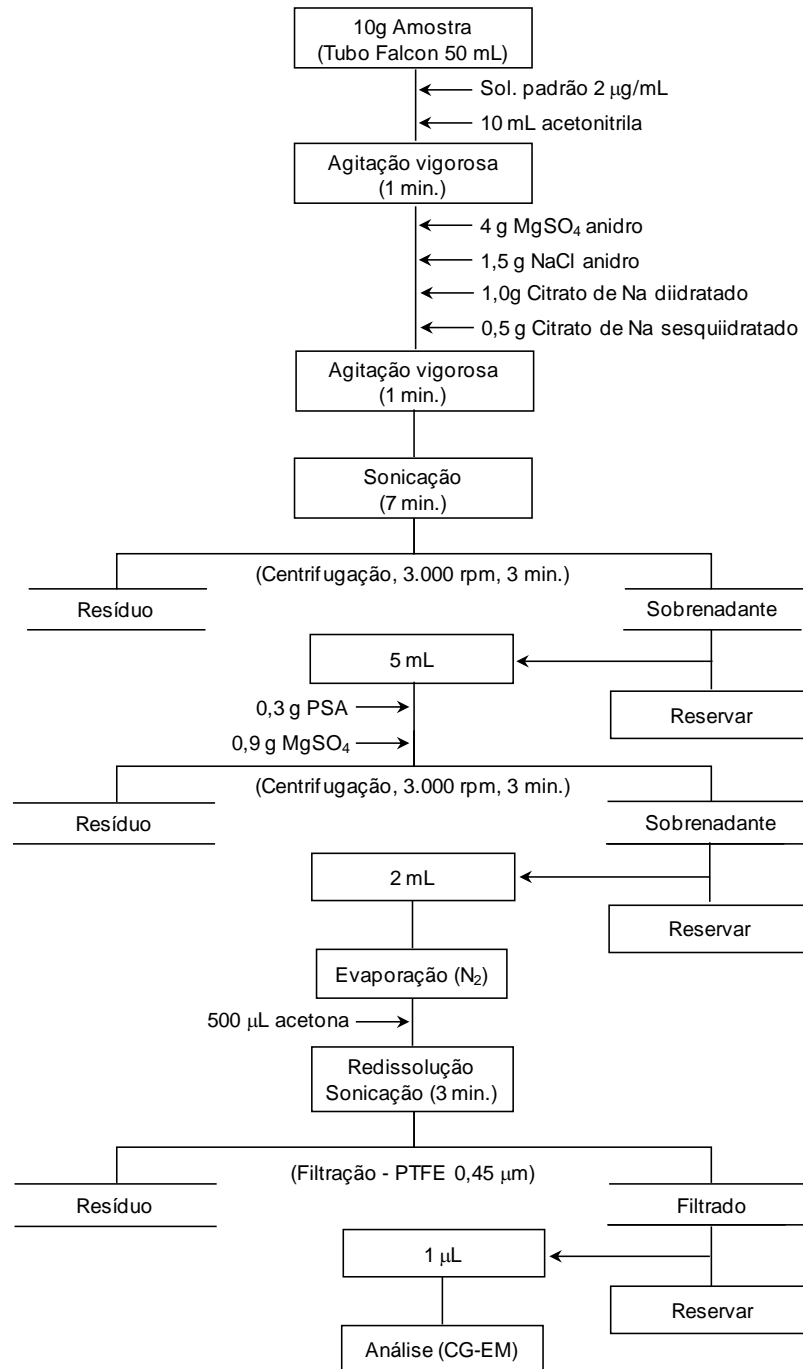 10g Amostra
(Tubo Falcon 50 mL)
Sol. padrão 2 μg/mL
10 mL acetonitrila
Agitação vigorosa
(1 min.)
4 g MgSO₄ anidro
1,5 g NaCl anidro
1,0g Citrato de Na diidratado
0,5 g Citrato de Na sesquiidratado
Agitação vigorosa
(1 min.)
Sonicação
(7 min.)
(Centrifugação, 3.000 rpm, 3 min.)
Resíduo
Sobrenadante
5 mL
Reservar
0,3 g PSA
0,9 g MgSO₄
(Centrifugação, 3.000 rpm, 3 min.)
Resíduo
Sobrenadante
2 mL
Reservar
Evaporação (N₂)
500 μL acetona
Redissolução
Sonicação (3 min.)
(Filtração - PTFE 0,45 μm)
Resíduo
Filtrado
1 μL
Reservar
Análise (CG-EM)